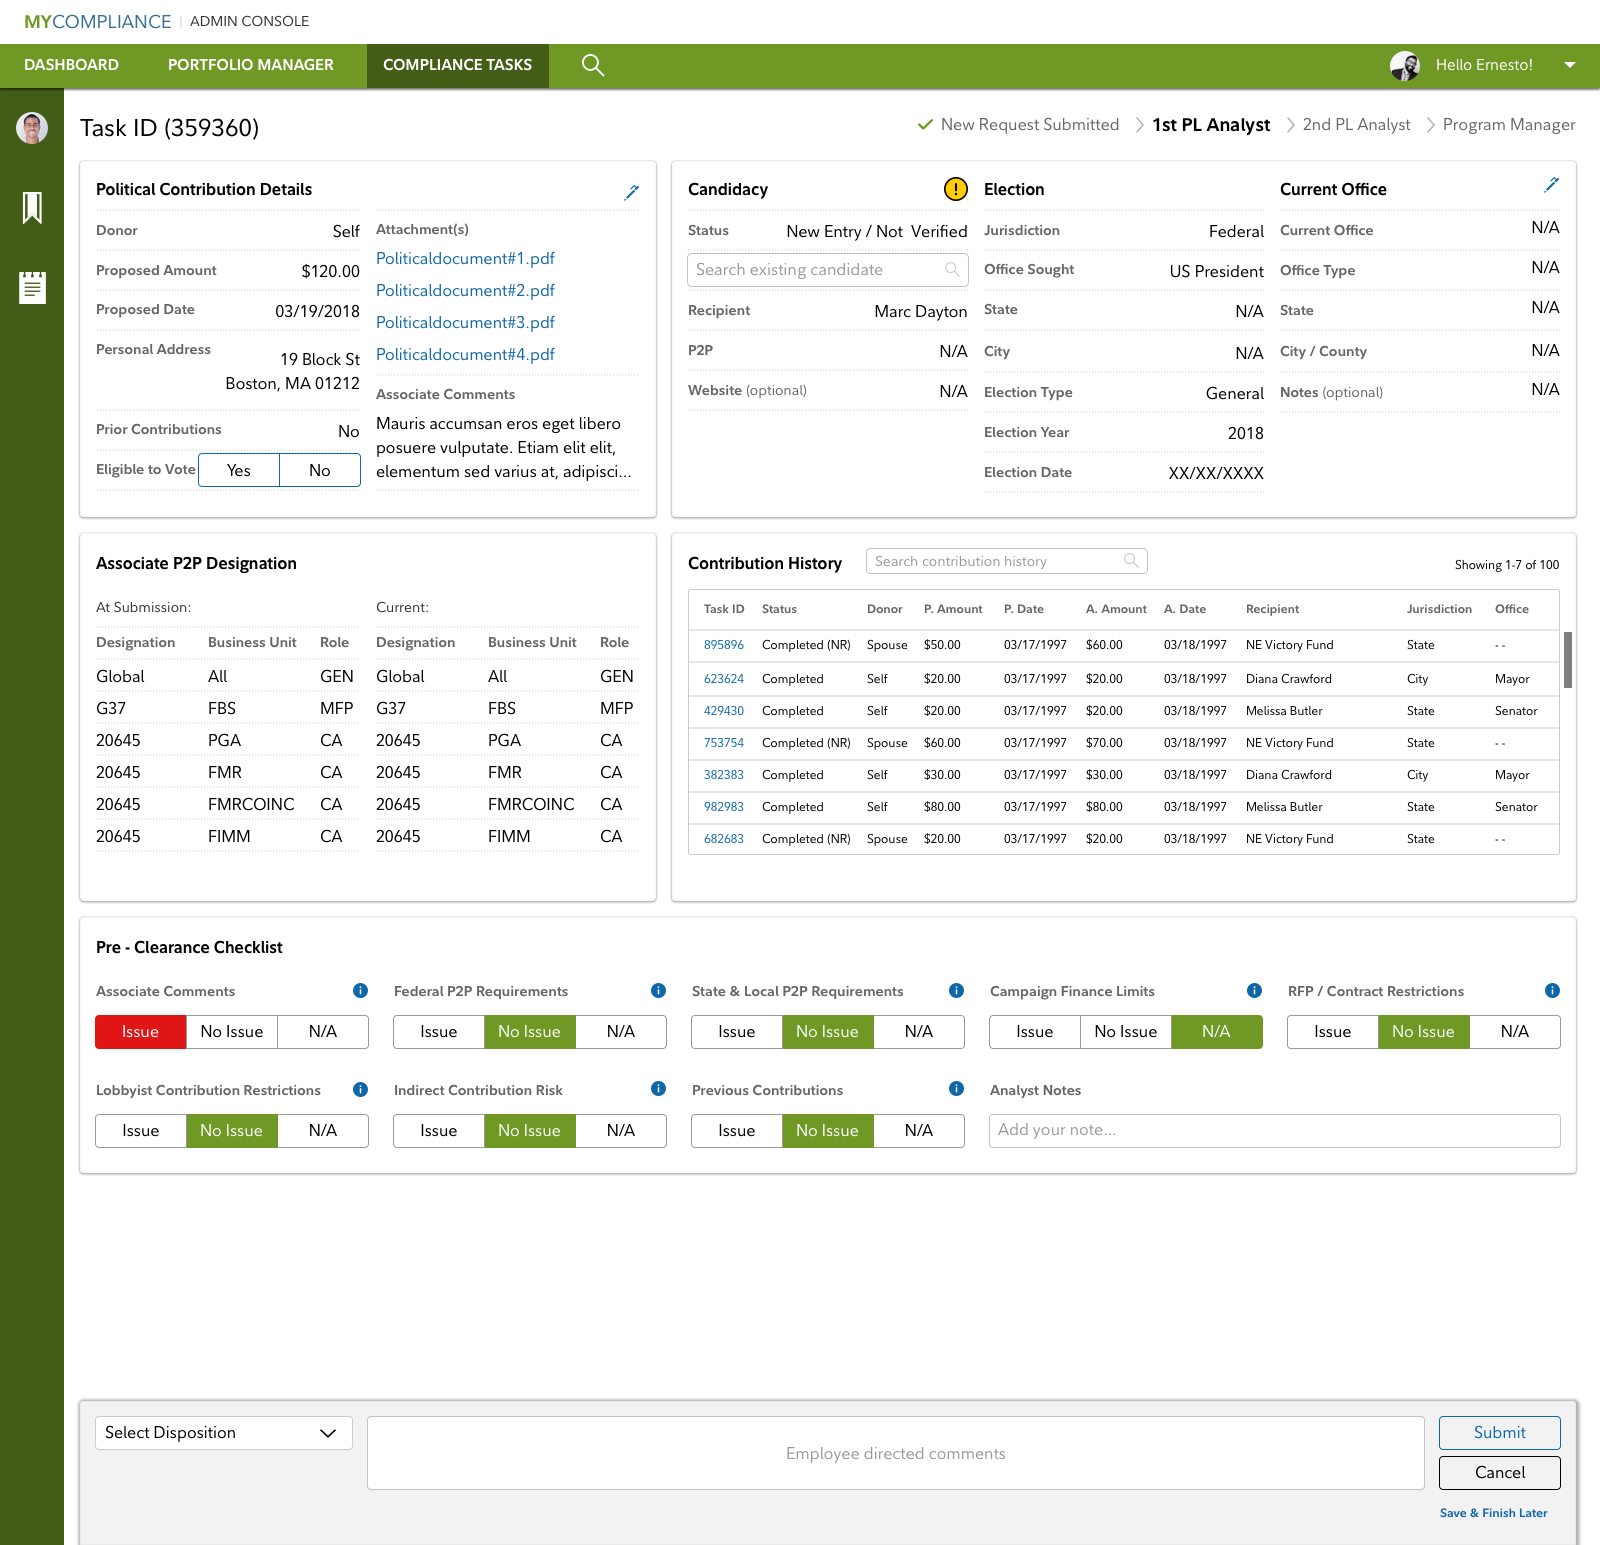 MYCOMPLIANCE | ADMIN CONSOLE
DASHBOARD PORTFOLIO MANAGER COMPLIANCE TASKS Hello Ernesto!
Task ID (359360)
New Request Submitted 1st PL Analyst 2nd PL Analyst Program Manager
Political Contribution Details
Donor Self
Proposed Amount $120.00
Proposed Date 03/19/2018
Personal Address 19 Block St
Boston, MA 01212
Prior Contributions No
Eligible to Vote Yes No
Attachment(s)
Politicaldocument#1.pdf
Politicaldocument#2.pdf
Politicaldocument#3.pdf
Politicaldocument#4.pdf
Associate Comments
Mauris accumsan eros eget libero
posuere vulputate. Etiam elit elit,
elementum sed varius at, adipisci...
Candidacy !
Status New Entry / Not Verified
Search existing candidate
Recipient Marc Dayton
P2P N/A
Website (optional) N/A
Election
Jurisdiction Federal
Office Sought US President
State N/A
City N/A
Election Type General
Election Year 2018
Election Date XX/XX/XXXX
Current Office
Current Office N/A
Office Type N/A
State N/A
City / County N/A
Notes (optional) N/A
Associate P2P Designation
At Submission: Current:
Designation Business Unit Role Designation Business Unit Role
Global All GEN Global All GEN
G37 FBS MFP G37 FBS MFP
20645 PGA CA 20645 PGA CA
20645 FMR CA 20645 FMR CA
20645 FMRCOINC CA 20645 FMRCOINC CA
20645 FIMM CA 20645 FIMM CA
Contribution History Search contribution history Showing 1-7 of 100
Task ID Status Donor P. Amount P. Date A. Amount A. Date Recipient Jurisdiction Office
895896 Completed (NR) Spouse $50.00 03/17/1997 $60.00 03/18/1997 NE Victory Fund State - -
623624 Completed Self $20.00 03/17/1997 $20.00 03/18/1997 Diana Crawford City Mayor
429430 Completed Self $20.00 03/17/1997 $20.00 03/18/1997 Melissa Butler State Senator
753754 Completed (NR) Spouse $60.00 03/17/1997 $70.00 03/18/1997 NE Victory Fund State - -
382383 Completed Self $30.00 03/17/1997 $30.00 03/18/1997 Diana Crawford City Mayor
982983 Completed Self $80.00 03/17/1997 $80.00 03/18/1997 Melissa Butler State Senator
682683 Completed (NR) Spouse $20.00 03/17/1997 $20.00 03/18/1997 NE Victory Fund State - -
Pre - Clearance Checklist
Associate Comments i Federal P2P Requirements i State & Local P2P Requirements i Campaign Finance Limits i RFP / Contract Restrictions i
Issue No Issue N/A Issue No Issue N/A Issue No Issue N/A Issue No Issue N/A Issue No Issue N/A
Lobbyist Contribution Restrictions i Indirect Contribution Risk i Previous Contributions i Analyst Notes
Issue No Issue N/A Issue No Issue N/A Issue No Issue N/A Add your note...
Select Disposition Employee directed comments Submit
Cancel
Save & Finish Later